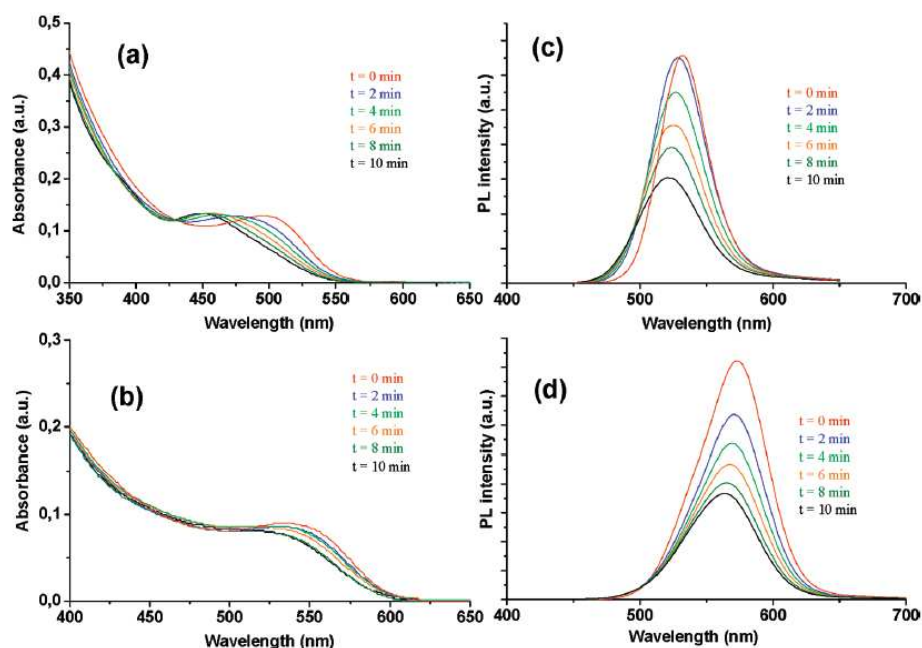 (a)
Absorbance (a.u.)
0,5
0,4
0,3
0,2
0,1
0,0
t = 0 min
t = 2 min
t = 4 min
t = 6 min
t = 8 min
t = 10 min
350 400 450 500 550 600 650
Wavelength (nm)
(c)
PL intensity (a.u.)
t = 0 min
t = 2 min
t = 4 min
t = 6 min
t = 8 min
t = 10 min
400 500 600 700
Wavelength (nm)
(b)
Absorbance (a.u.)
0,3
0,2
0,1
0,0
t = 0 min
t = 2 min
t = 4 min
t = 6 min
t = 8 min
t = 10 min
400 450 500 550 600 650
Wavelength (nm)
(d)
PL intensity (a.u.)
t = 0 min
t = 2 min
t = 4 min
t = 6 min
t = 8 min
t = 10 min
400 500 600 700
Wavelength (nm)